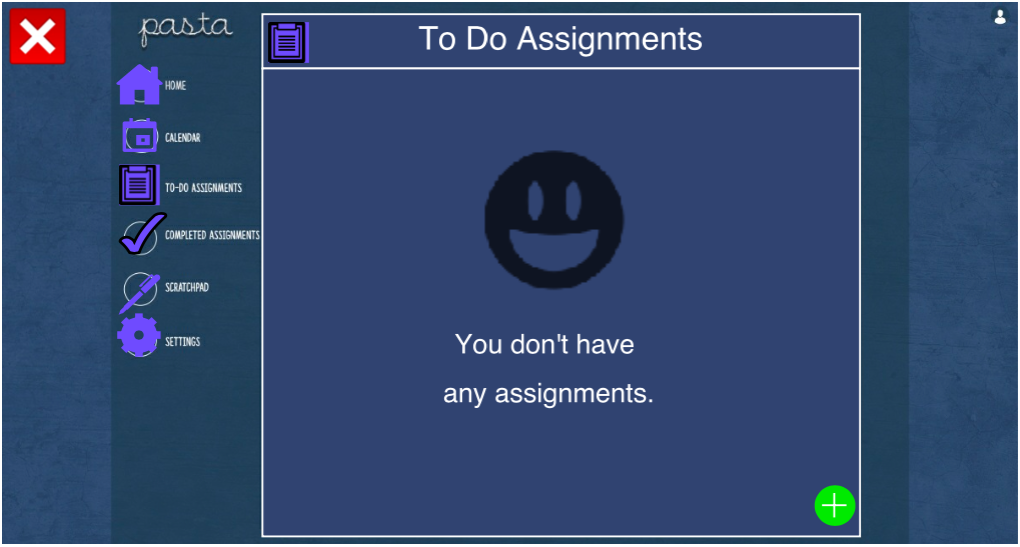 pasta
HOME
CALENDAR
TO-DO ASSIGNMENTS
COMPLETED ASSIGNMENTS
SCRATCHPAD
SETTINGS
To Do Assignments
You don't have
any assignments.